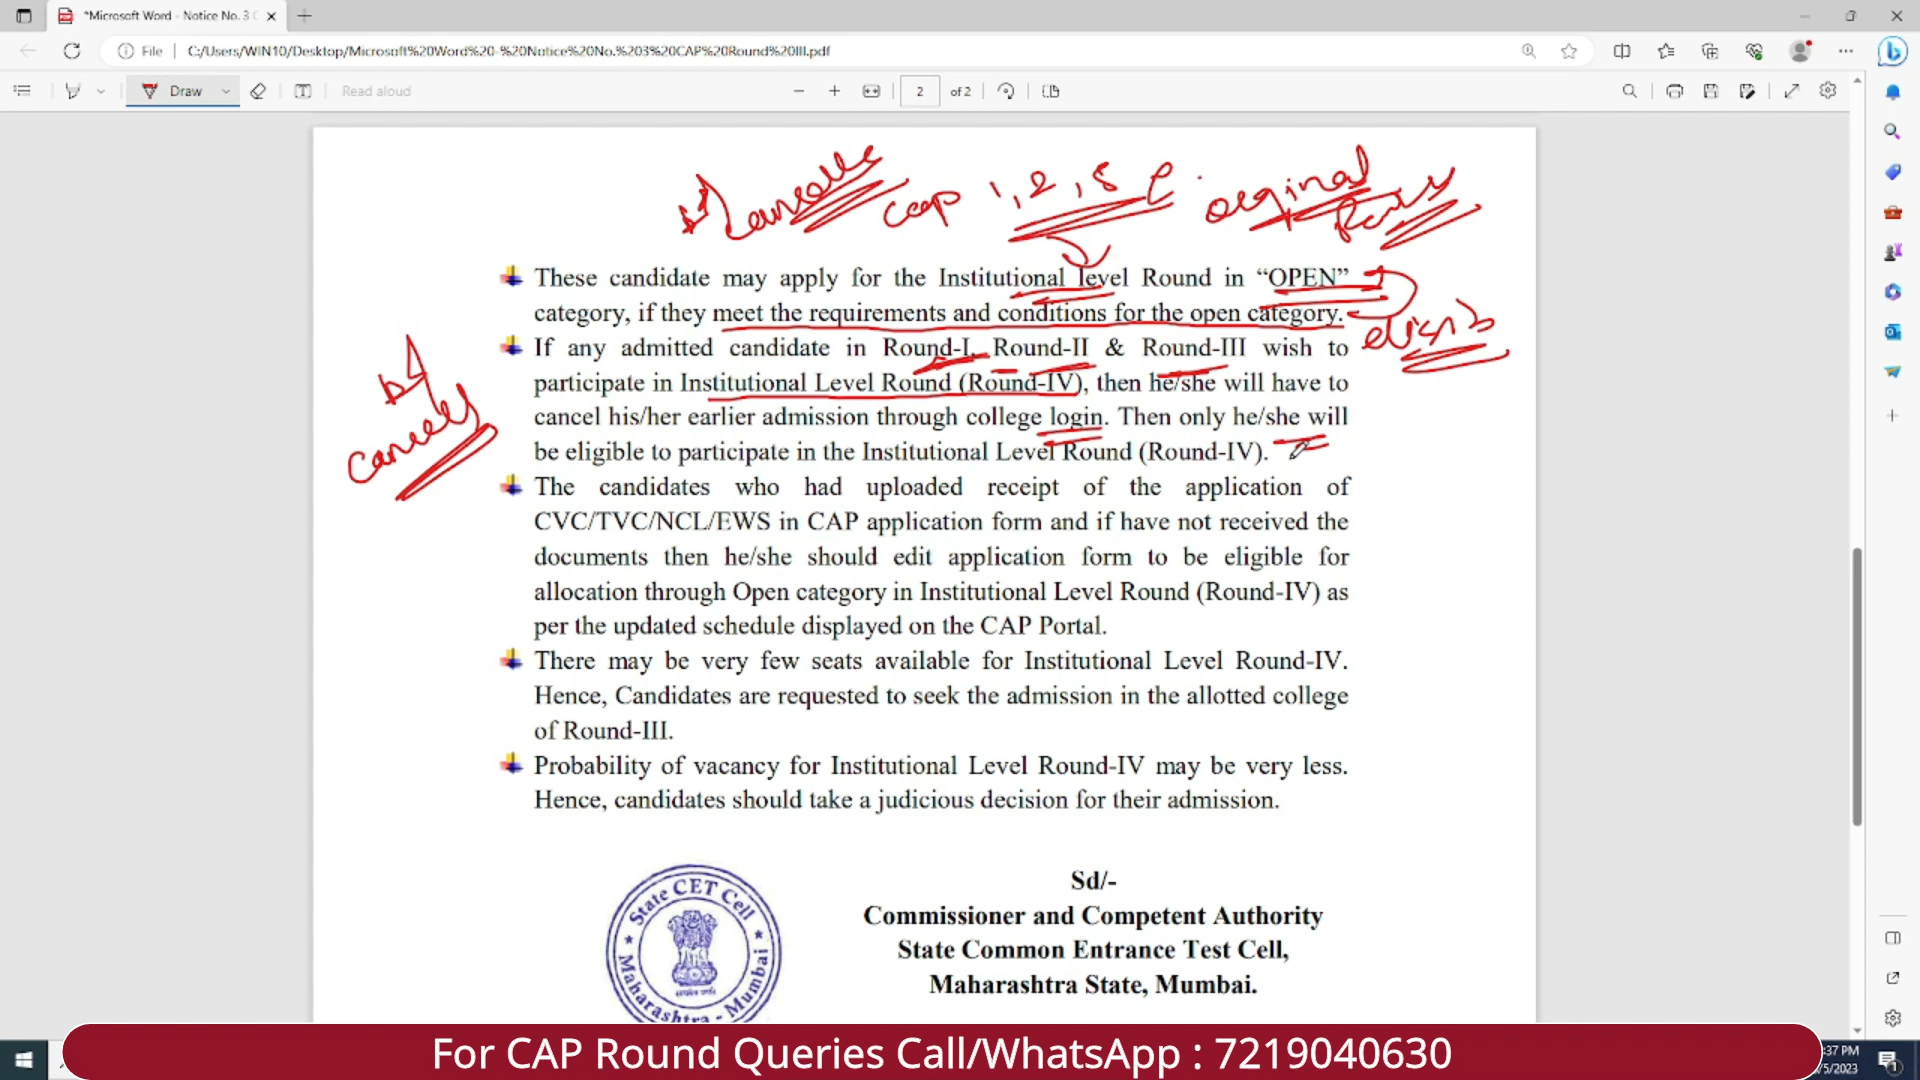 *Microsoft Word - Notice No. 3 C
File
C:/Users/WIN10/Desktop/Microsoft%20Word%20-%20Notice%20No.%203%20CAP%20Round%20III.pdf
Draw
Read aloud
2
of 2
cap 1, 2, 3
orginal
These candidate may apply for the Institutional level Round in “OPEN”
category, if they meet the requirements and conditions for the open category.
If any admitted candidate in Round-I, Round-II & Round-III wish to
participate in Institutional Level Round (Round-IV), then he/she will have to
cancel his/her earlier admission through college login. Then only he/she will
be eligible to participate in the Institutional Level Round (Round-IV).
The candidates who had uploaded receipt of the application of
CVC/TVC/NCL/EWS in CAP application form and if have not received the
documents then he/she should edit application form to be eligible for
allocation through Open category in Institutional Level Round (Round-IV) as
per the updated schedule displayed on the CAP Portal.
There may be very few seats available for Institutional Level Round-IV.
Hence, Candidates are requested to seek the admission in the allotted college
of Round-III.
Probability of vacancy for Institutional Level Round-IV may be very less.
Hence, candidates should take a judicious decision for their admission.
State CET Cell
Maharashtra - Mumbai
Sd/-
Commissioner and Competent Authority
State Common Entrance Test Cell,
Maharashtra State, Mumbai.
For CAP Round Queries Call/WhatsApp : 7219040630
:37 PM
/5/2023